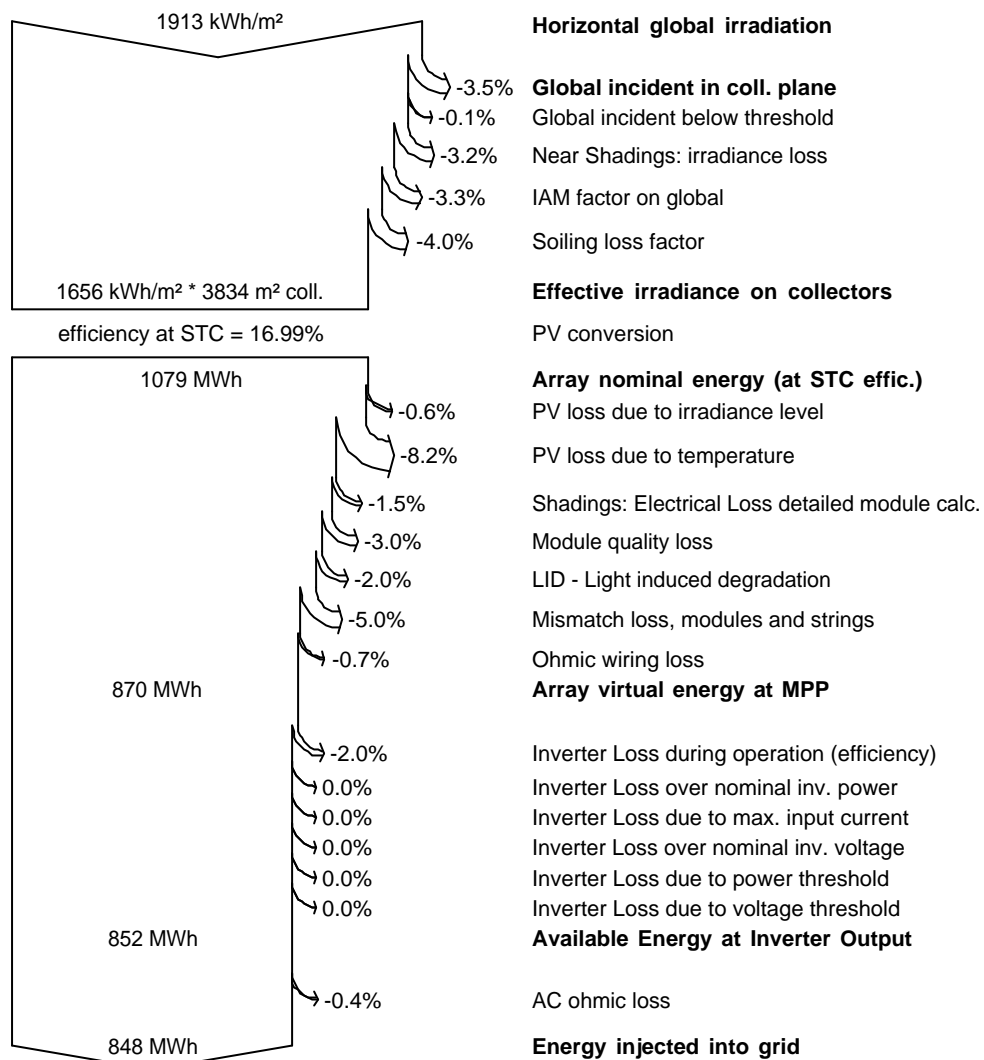 1913 kWh/m² Horizontal global irradiation
-3.5% Global incident in coll. plane
-0.1% Global incident below threshold
-3.2% Near Shadings: irradiance loss
-3.3% IAM factor on global
-4.0% Soiling loss factor
1656 kWh/m² * 3834 m² coll. Effective irradiance on collectors
efficiency at STC = 16.99% PV conversion
1079 MWh Array nominal energy (at STC effic.)
-0.6% PV loss due to irradiance level
-8.2% PV loss due to temperature
-1.5% Shadings: Electrical Loss detailed module calc.
-3.0% Module quality loss
-2.0% LID - Light induced degradation
-5.0% Mismatch loss, modules and strings
-0.7% Ohmic wiring loss
870 MWh Array virtual energy at MPP
-2.0% Inverter Loss during operation (efficiency)
0.0% Inverter Loss over nominal inv. power
0.0% Inverter Loss due to max. input current
0.0% Inverter Loss over nominal inv. voltage
0.0% Inverter Loss due to power threshold
0.0% Inverter Loss due to voltage threshold
852 MWh Available Energy at Inverter Output
-0.4% AC ohmic loss
848 MWh Energy injected into grid